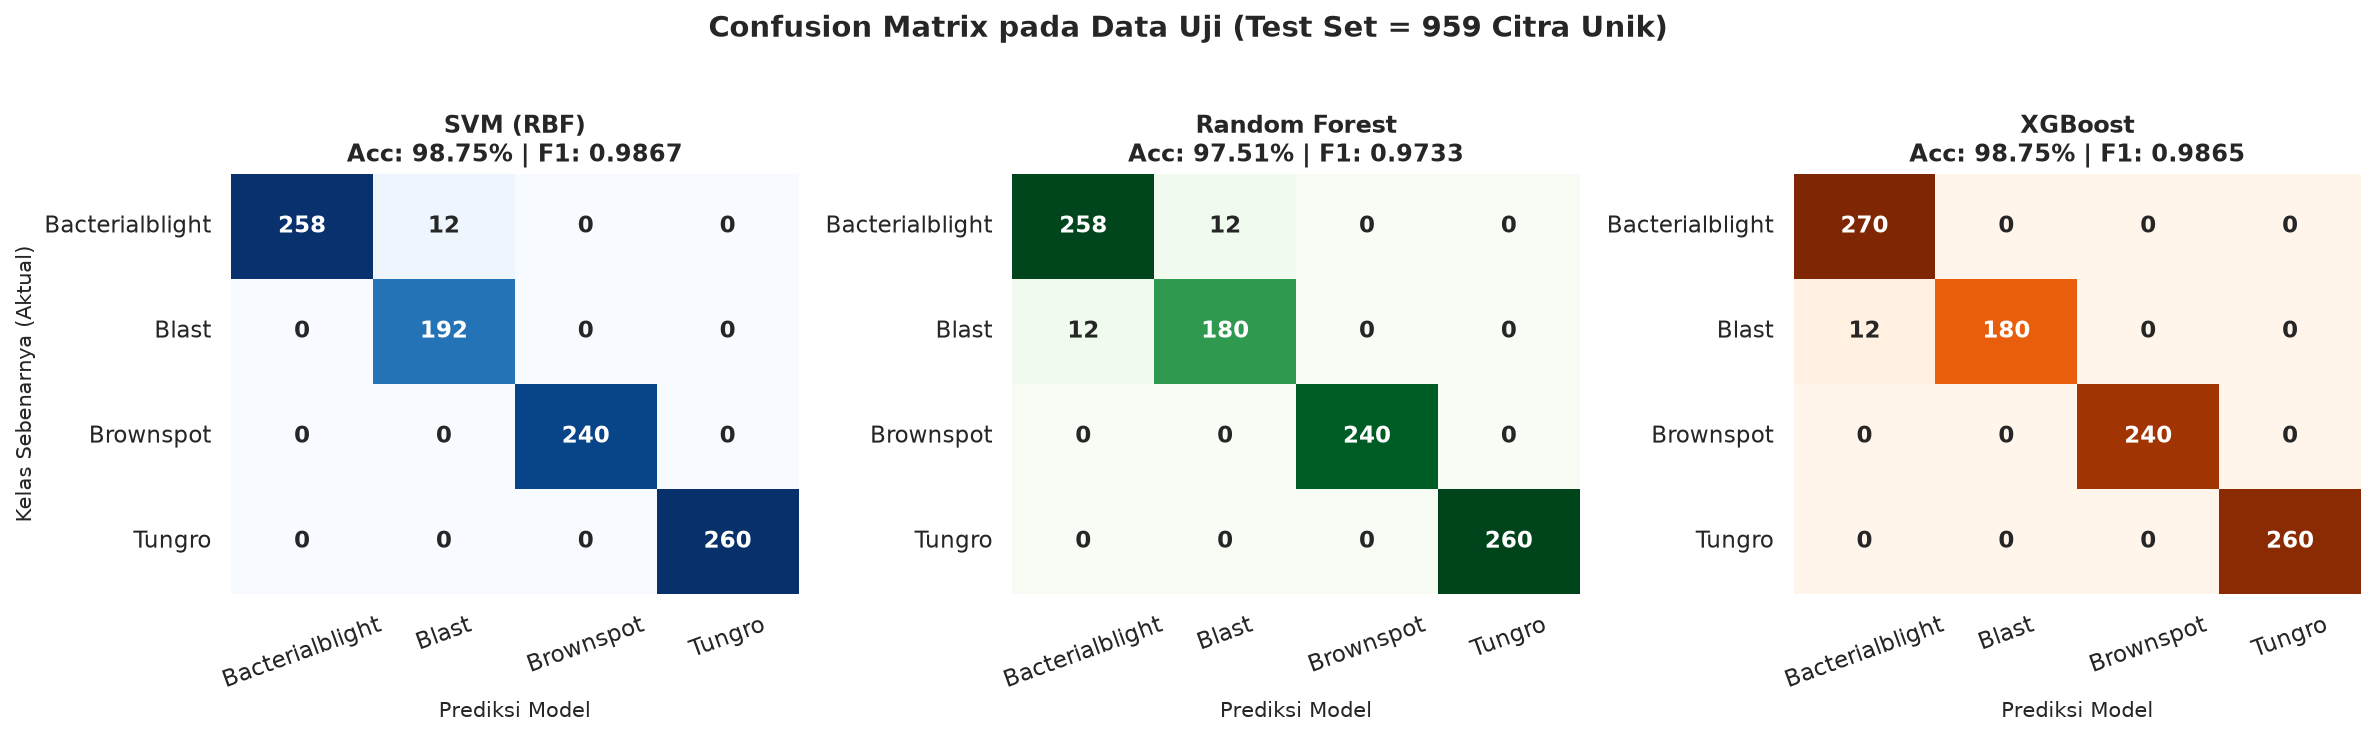 Confusion Matrix pada Data Uji (Test Set = 959 Citra Unik)
SVM (RBF)
Acc: 98.75% | F1: 0.9867
Kelas Sebenarnya (Aktual)
Bacterialblight 258 12 0 0
Blast 0 192 0 0
Brownspot 0 0 240 0
Tungro 0 0 0 260
Bacterialblight Blast Brownspot Tungro
Prediksi Model
Random Forest
Acc: 97.51% | F1: 0.9733
Bacterialblight 258 12 0 0
Blast 12 180 0 0
Brownspot 0 0 240 0
Tungro 0 0 0 260
Bacterialblight Blast Brownspot Tungro
Prediksi Model
XGBoost
Acc: 98.75% | F1: 0.9865
Bacterialblight 270 0 0 0
Blast 12 180 0 0
Brownspot 0 0 240 0
Tungro 0 0 0 260
Bacterialblight Blast Brownspot Tungro
Prediksi Model